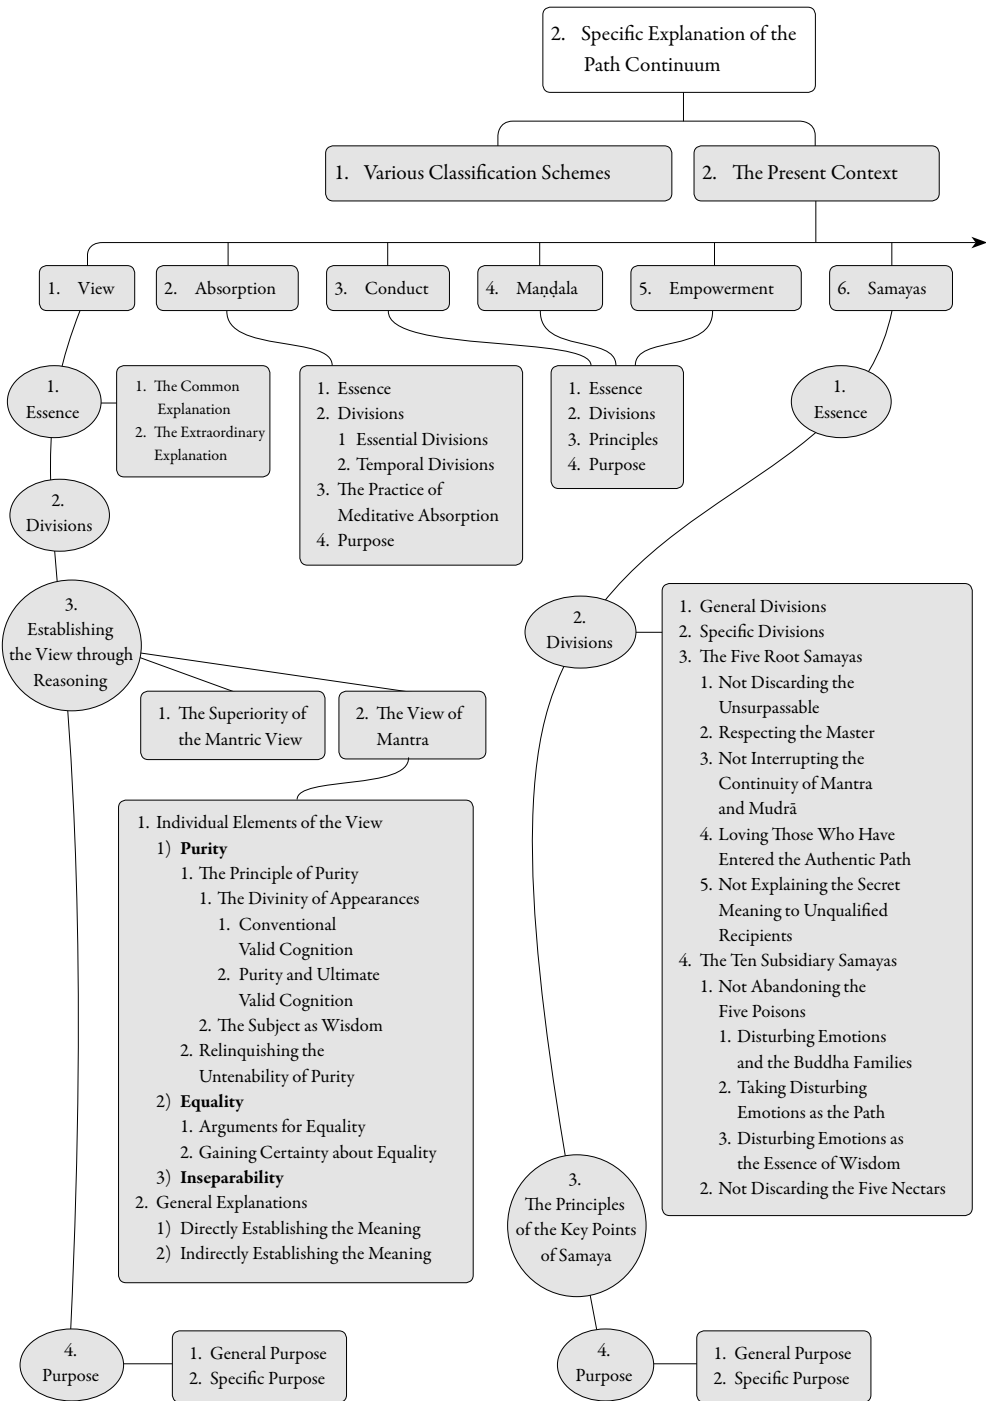 2. Specific Explanation of the
Path Continuum
1. Various Classification Schemes
2. The Present Context
1. View
2. Absorption
3. Conduct
4. Maṇḍala
5. Empowerment
6. Samayas
1.
Essence
1. The Common
Explanation
2. The Extraordinary
Explanation
2.
Divisions
3.
Establishing
the View through
Reasoning
1. The Superiority of
the Mantric View
2. The View of
Mantra
1. Individual Elements of the View
1) Purity
1. The Principle of Purity
1. The Divinity of Appearances
1. Conventional
Valid Cognition
2. Purity and Ultimate
Valid Cognition
2. The Subject as Wisdom
2. Relinquishing the
Untenability of Purity
2) Equality
1. Arguments for Equality
2. Gaining Certainty about Equality
3) Inseparability
2. General Explanations
1) Directly Establishing the Meaning
2) Indirectly Establishing the Meaning
4.
Purpose
1. General Purpose
2. Specific Purpose
1. Essence
2. Divisions
1 Essential Divisions
2. Temporal Divisions
3. The Practice of
Meditative Absorption
4. Purpose
1. Essence
2. Divisions
3. Principles
4. Purpose
1.
Essence
2.
Divisions
1. General Divisions
2. Specific Divisions
3. The Five Root Samayas
1. Not Discarding the
Unsurpassable
2. Respecting the Master
3. Not Interrupting the
Continuity of Mantra
and Mudrā
4. Loving Those Who Have
Entered the Authentic Path
5. Not Explaining the Secret
Meaning to Unqualified
Recipients
4. The Ten Subsidiary Samayas
1. Not Abandoning the
Five Poisons
1. Disturbing Emotions
and the Buddha Families
2. Taking Disturbing
Emotions as the Path
3. Disturbing Emotions as
the Essence of Wisdom
2. Not Discarding the Five Nectars
3.
The Principles
of the Key Points
of Samaya
4.
Purpose
1. General Purpose
2. Specific Purpose